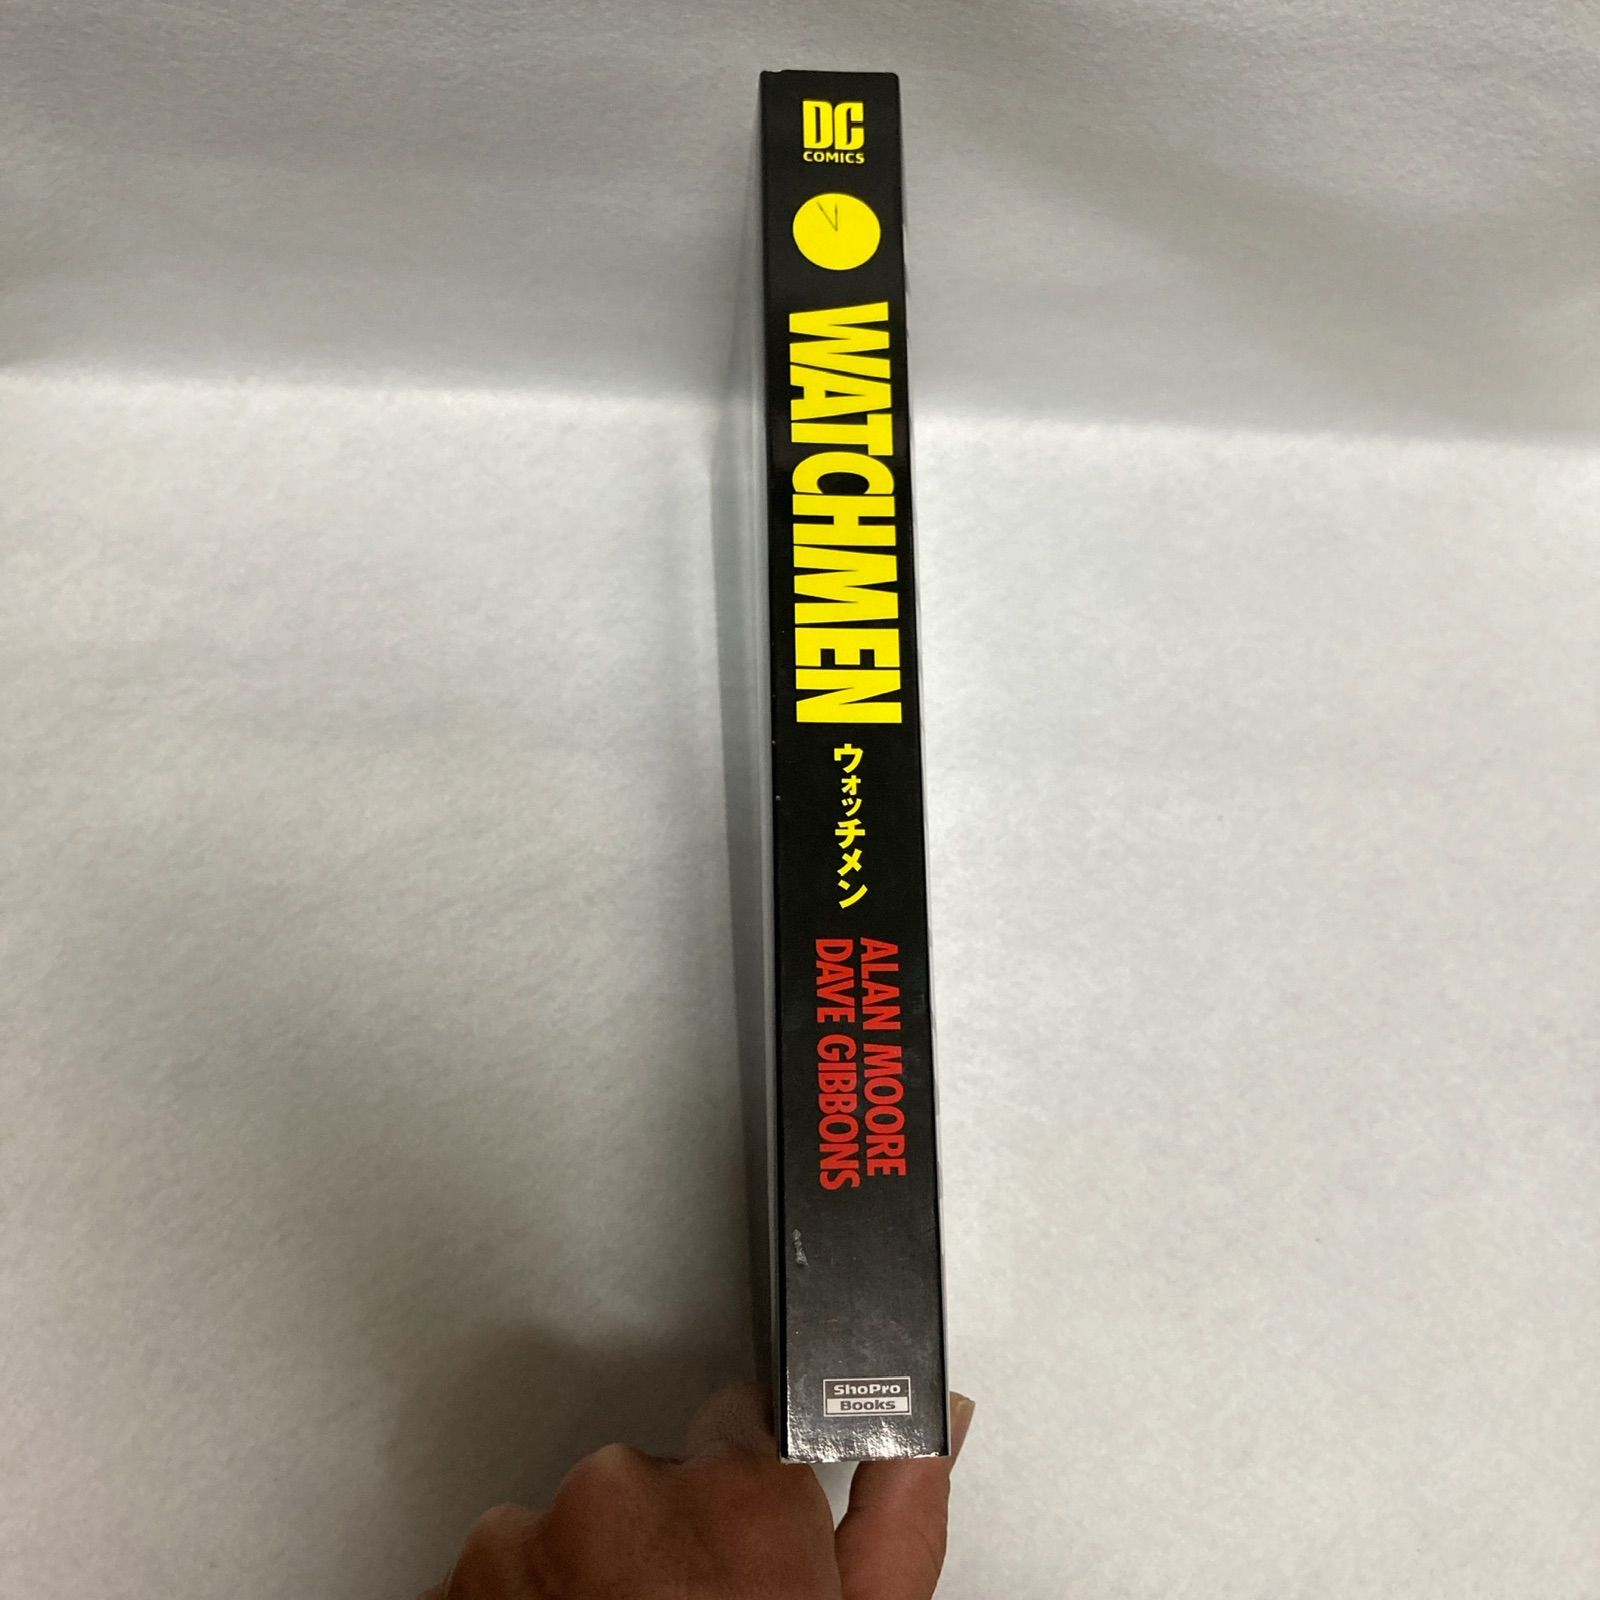 DC
COMICS
WATCHMEN
ウォッチメン
ALAN MOORE
DAVE GIBBONS
ShoPro
Books